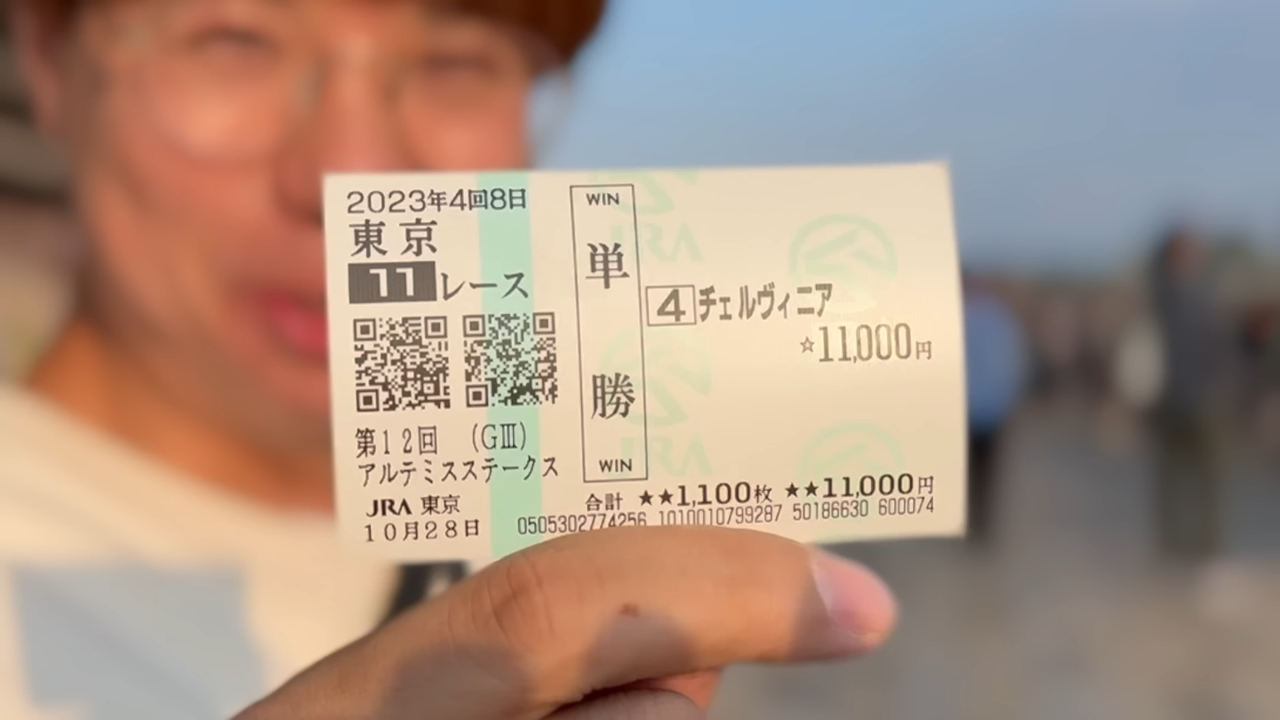 2023年4回8日
東京
11レース
第12回 (GⅢ)
アルテミスステークス
JRA 東京
10月28日
WIN
単勝
WIN
4 チェルヴィニア
☆11,000円
合計 ★★1,100枚 ★★11,000円
0505302774256 1010010799287 50186630 600074
JRA
JRA